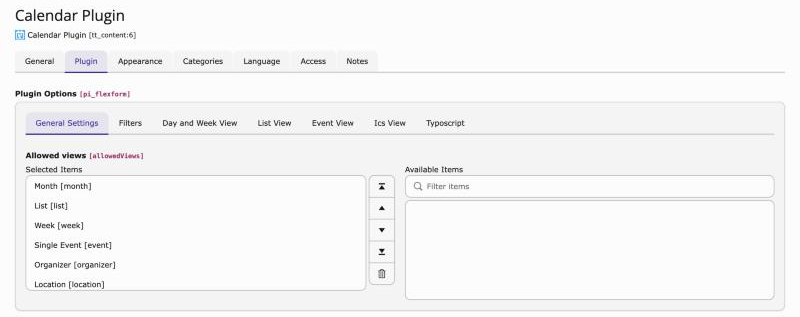 Calendar Plugin
Calendar Plugin [tt_content:6]
General Plugin Appearance Categories Language Access Notes
Plugin Options [pi_flexform]
General Settings Filters Day and Week View List View Event View Ics View Typoscript
Allowed views [allowedViews]
Selected Items Available Items
Month [month] Filter items
List [list]
Week [week]
Single Event [event]
Organizer [organizer]
Location [location]